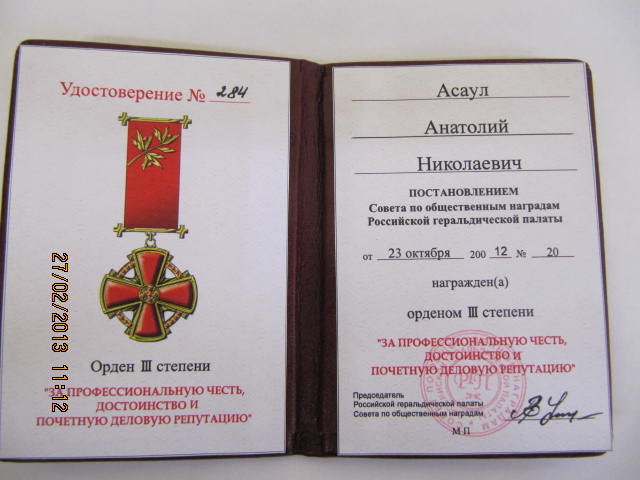 Удостоверение № 284
Орден III степени
"ЗА ПРОФЕССИОНАЛЬНУЮ ЧЕСТЬ,
ДОСТОИНСТВО И
ПОЧЕТНУЮ ДЕЛОВУЮ РЕПУТАЦИЮ"
Асаул
Анатолий
Николаевич
ПОСТАНОВЛЕНИЕМ
Совета по общественным наградам
Российской геральдической палаты
от 23 октября 200 12 № 20
награжден(а)
орденом III степени
"ЗА ПРОФЕССИОНАЛЬНУЮ ЧЕСТЬ,
ДОСТОИНСТВО И
ПОЧЕТНУЮ ДЕЛОВУЮ РЕПУТАЦИЮ"
Председатель
Российской геральдической палаты
Совета по общественным наградам
М П
27/02/2013 11:12